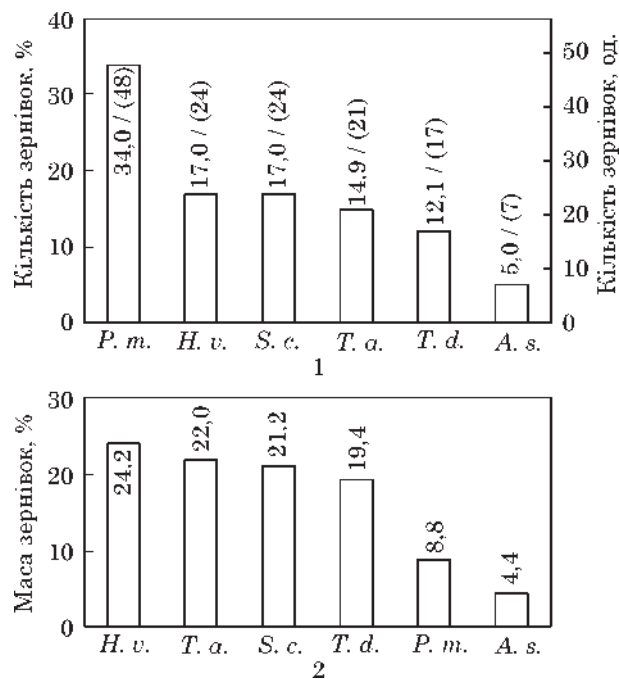 Кількість зернівок, %
40
30
20
10
0
34,0 / (48)
17,0 / (24)
17,0 / (24)
14,9 / (21)
12,1 / (17)
5,0 / (7)
50
40
30
20
10
0
Кількість зернівок, од.
P. m. H. v. S. c. T. a. T. d. A. s.
1
Маса зернівок, %
30
20
10
0
24.2
22,0
21,2
19,4
8,8
4,4
H. v. T. a. S. c. T. d. P. m. A. s.
2